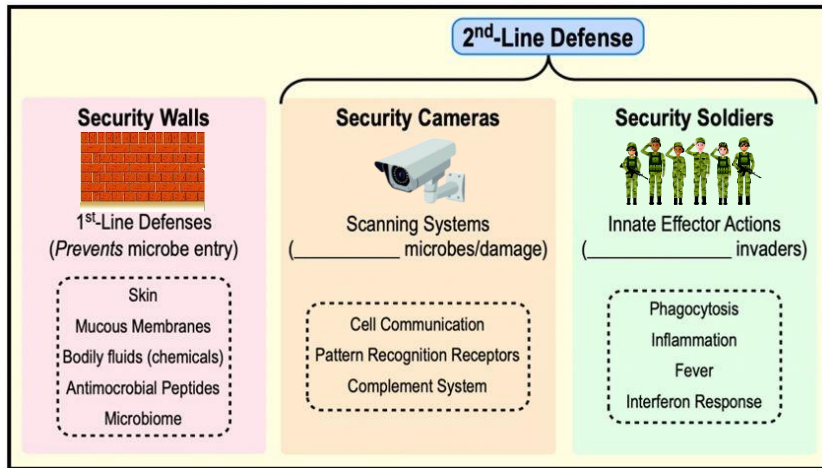 2nd-Line Defense
Security Walls
1st-Line Defenses
(Prevents microbe entry)
Skin
Mucous Membranes
Bodily fluids (chemicals)
Antimocrobial Peptides
Microbiome
Security Cameras
Scanning Systems
(____________ microbes/damage)
Cell Communication
Pattern Recognition Receptors
Complement System
Security Soldiers
Innate Effector Actions
(__________________ invaders)
Phagocytosis
Inflammation
Fever
Interferon Response